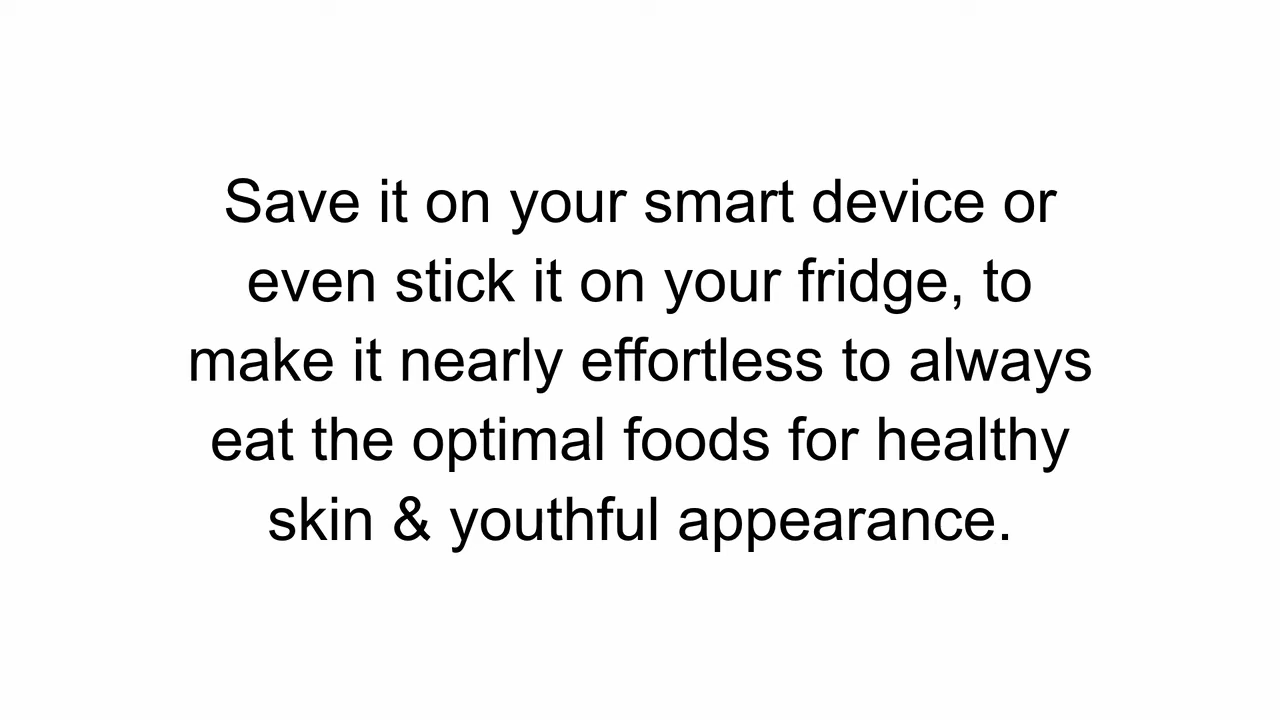 Save it on your smart device or
even stick it on your fridge, to
make it nearly effortless to always
eat the optimal foods for healthy
skin & youthful appearance.